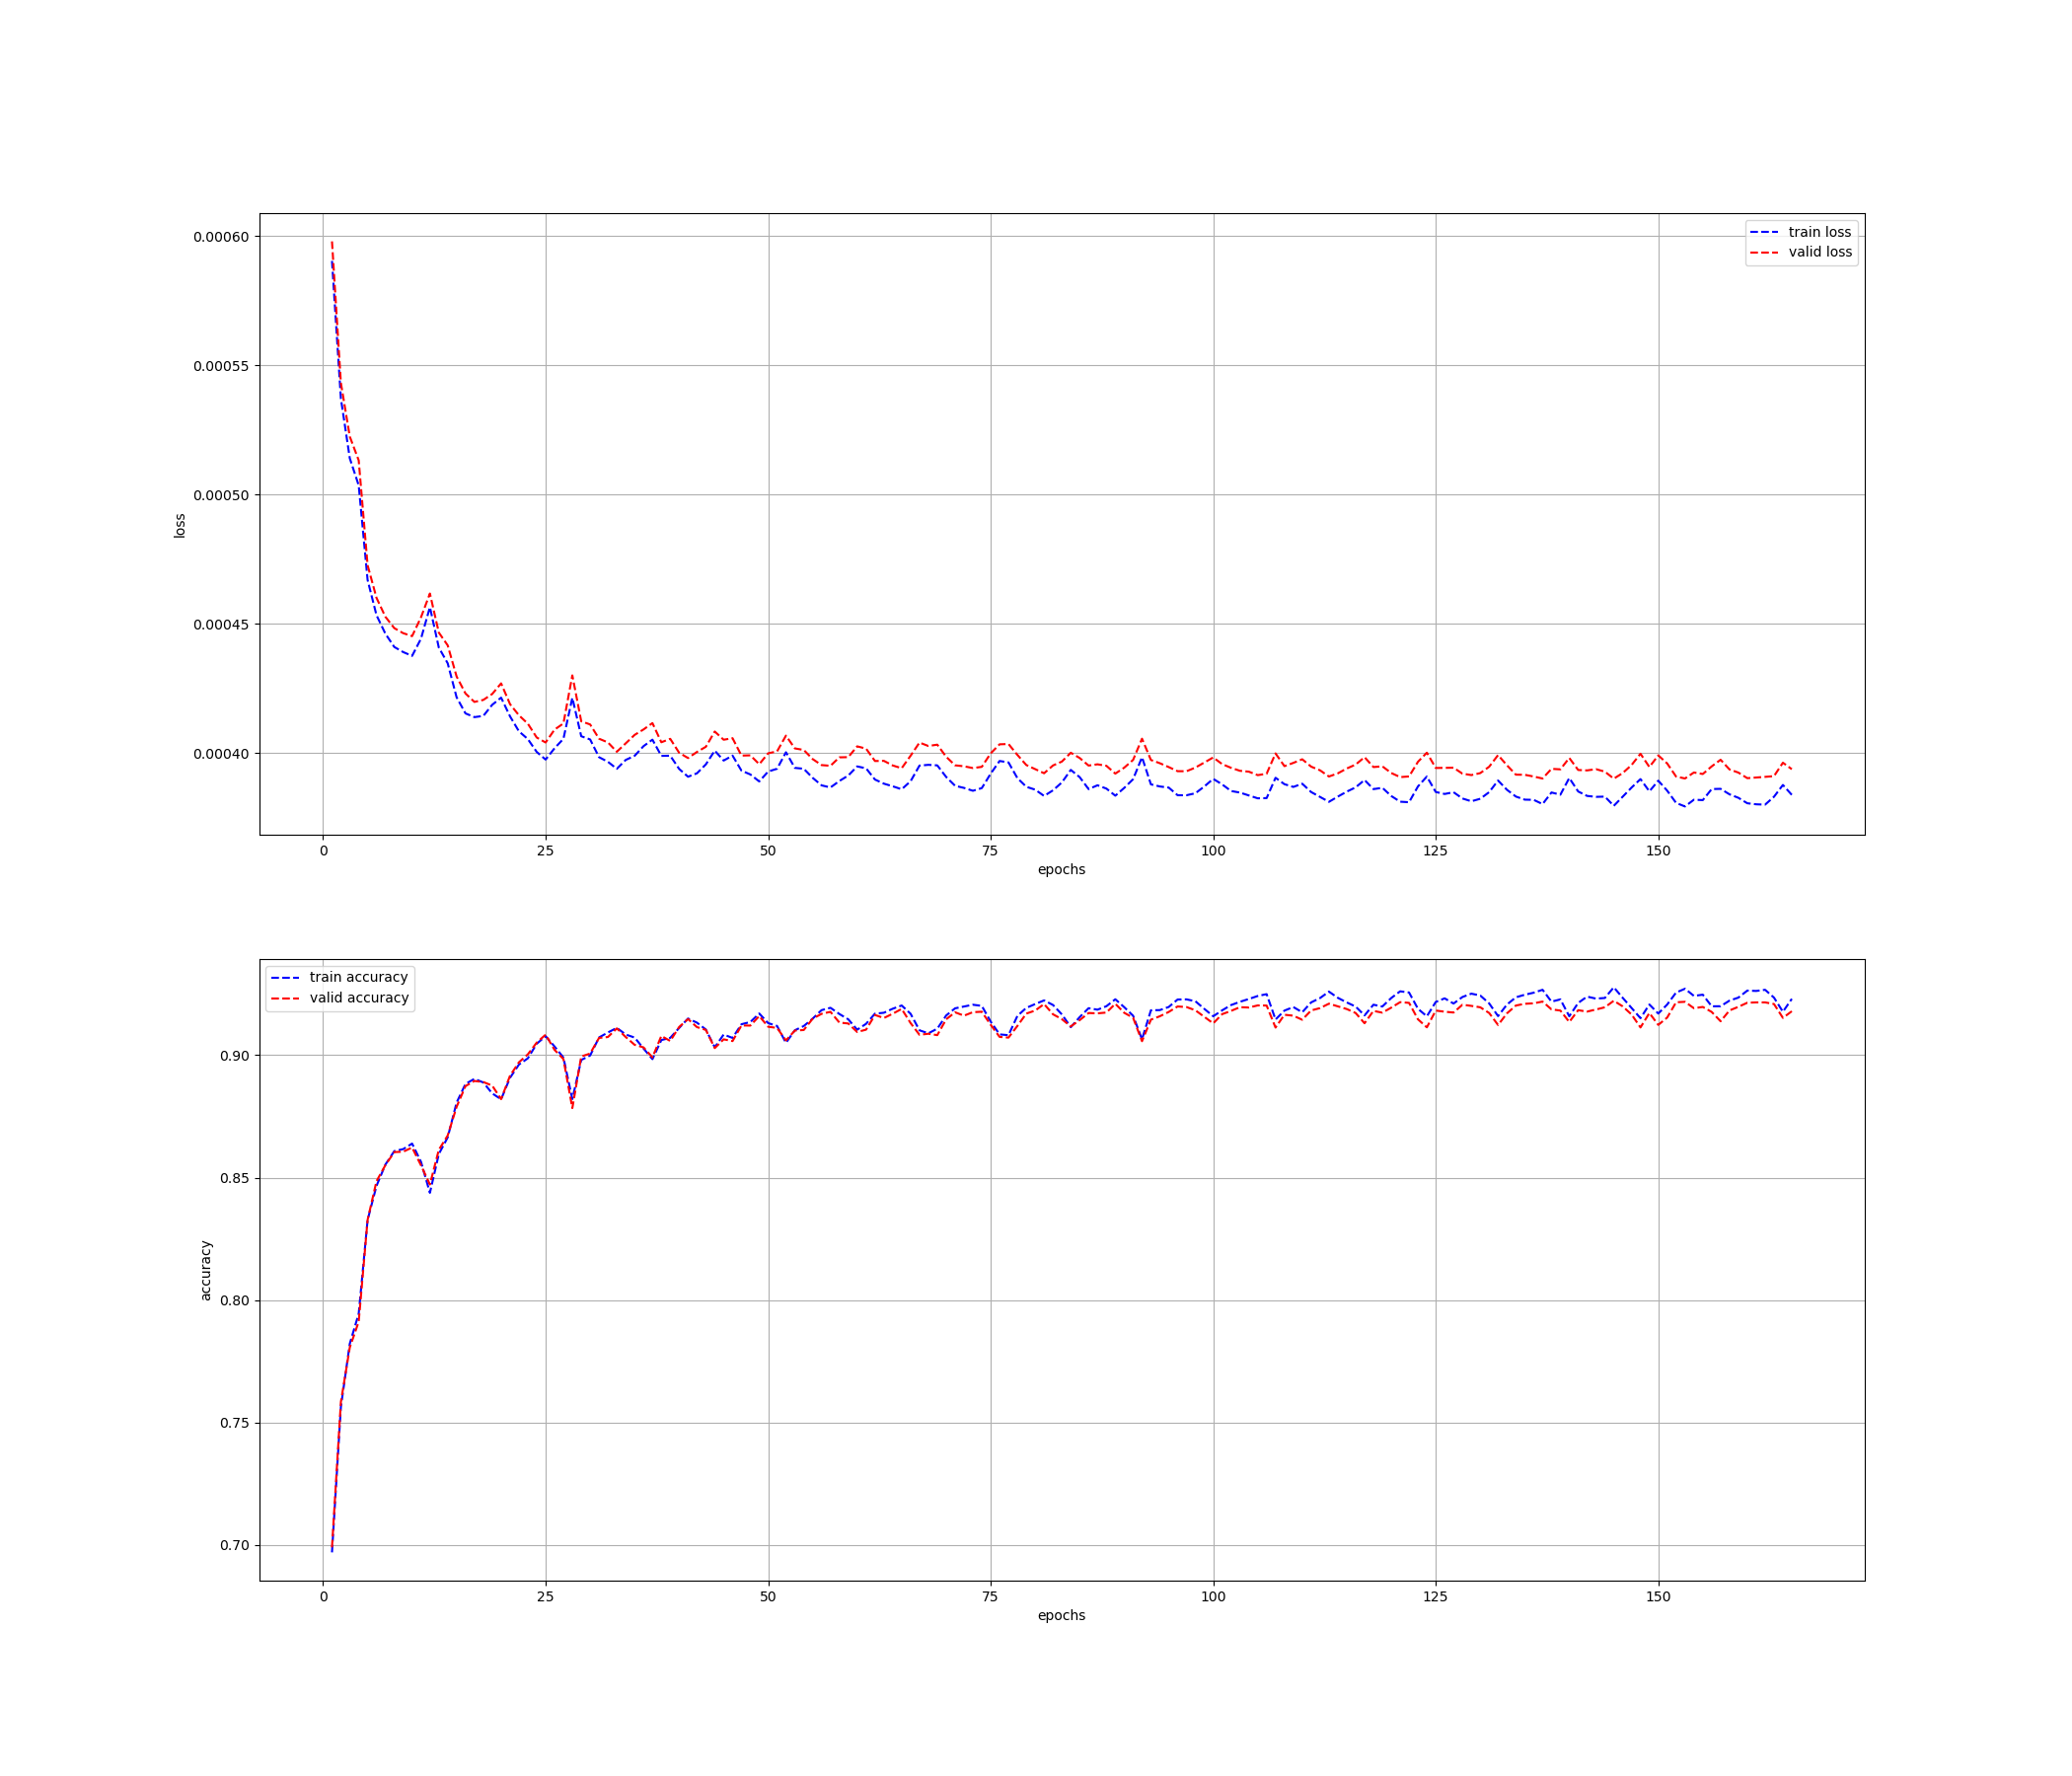 0.00060
0.00055
0.00050
0.00045
0.00040
loss
train loss
valid loss
0 25 50 75 100 125 150
epochs
train accuracy
valid accuracy
0.90
0.85
0.80
0.75
0.70
accuracy
0 25 50 75 100 125 150
epochs